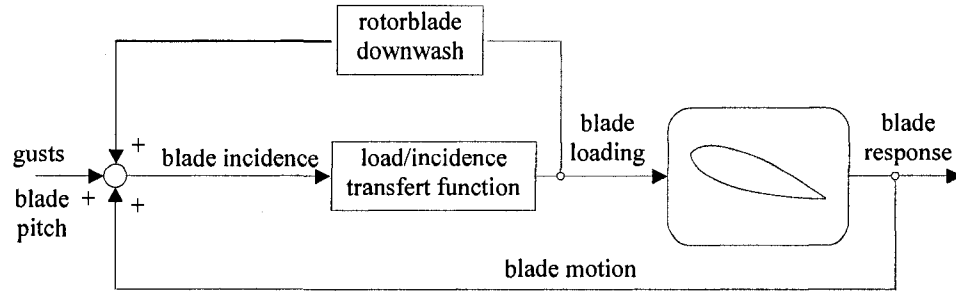 rotorblade
downwash
+
gusts
blade incidence
load/incidence
transfert function
blade
loading
blade
response
blade
pitch
+
+
blade motion